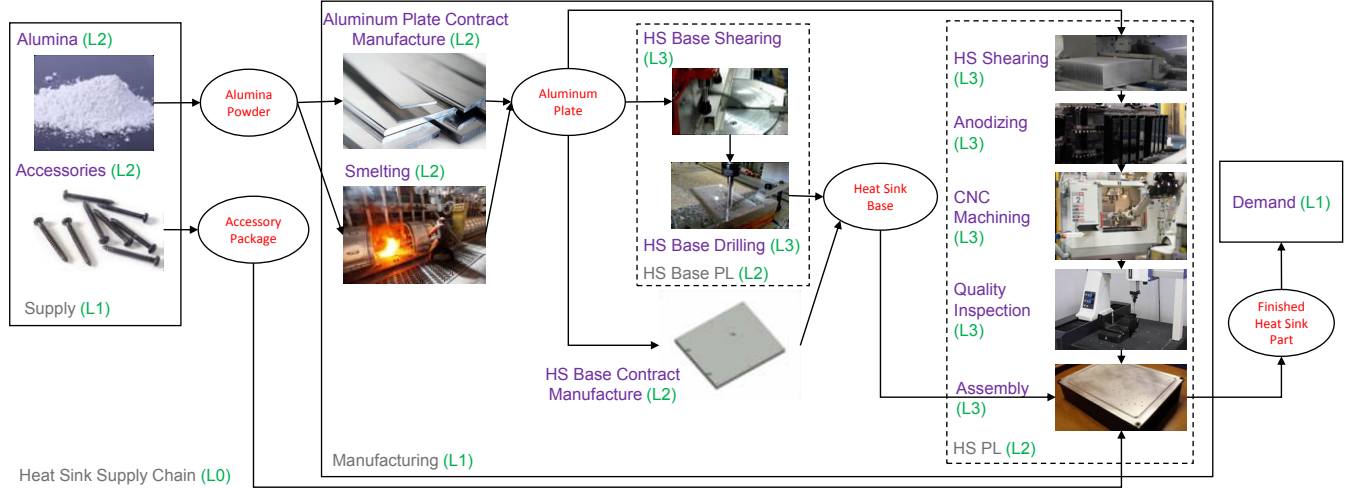 Alumina (L2)
Accessories (L2)
Supply (L1)
Heat Sink Supply Chain (L0)
Alumina
Powder
Accessory
Package
Aluminum Plate Contract
Manufacture (L2)
Smelting (L2)
Manufacturing (L1)
Aluminum
Plate
HS Base Shearing
(L3)
HS Base Drilling (L3)
HS Base PL (L2)
HS Base Contract
Manufacture (L2)
Heat Sink
Base
HS Shearing
(L3)
Anodizing
(L3)
CNC
Machining
(L3)
Quality
Inspection
(L3)
Assembly
(L3)
HS PL (L2)
Demand (L1)
Finished
Heat Sink
Part